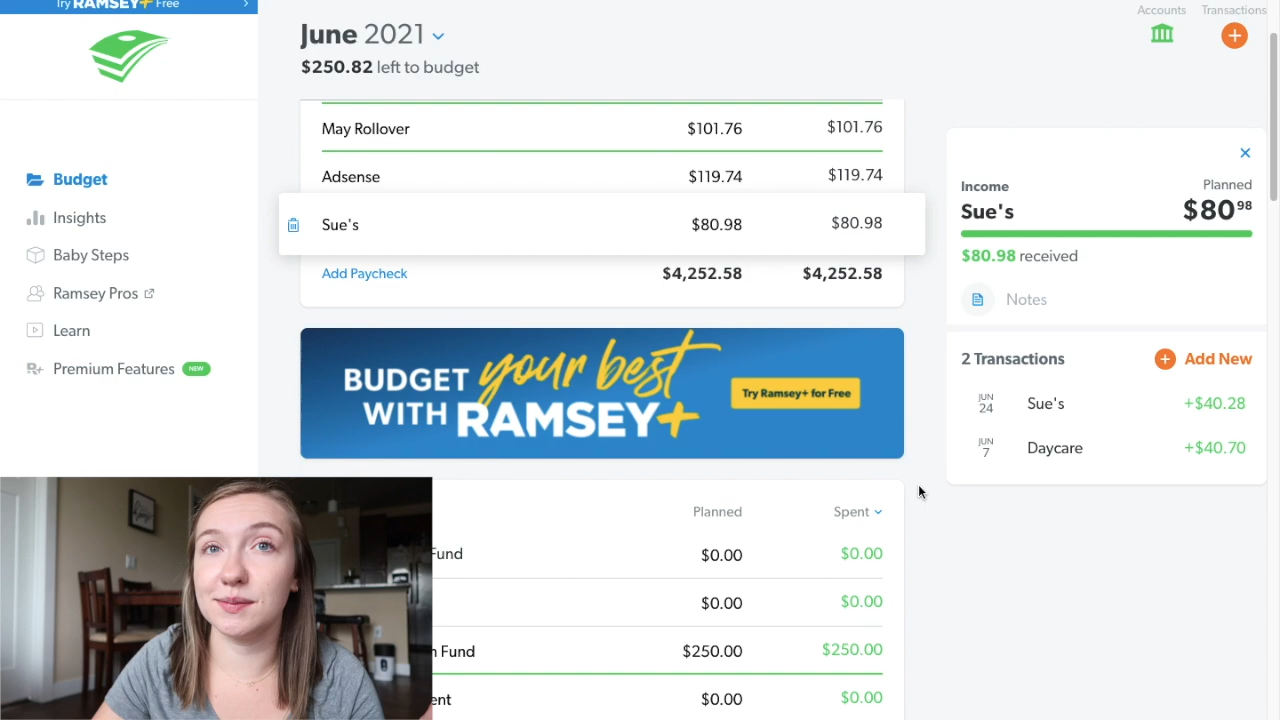 Try RAMSEY+ Free
June 2021
$250.82 left to budget
Accounts
Transactions
Budget
Insights
Baby Steps
Ramsey Pros
Learn
Premium Features NEW
May Rollover $101.76 $101.76
Adsense $119.74 $119.74
Sue's $80.98 $80.98
Add Paycheck $4,252.58 $4,252.58
BUDGET your best
WITH RAMSEY+
Try Ramsey+ for Free
Planned Spent
Fund $0.00 $0.00
$0.00 $0.00
n Fund $250.00 $250.00
ent $0.00 $0.00
Income Planned
Sue's $80 98
$80.98 received
Notes
2 Transactions Add New
JUN
24 Sue's +$40.28
JUN
7 Daycare +$40.70